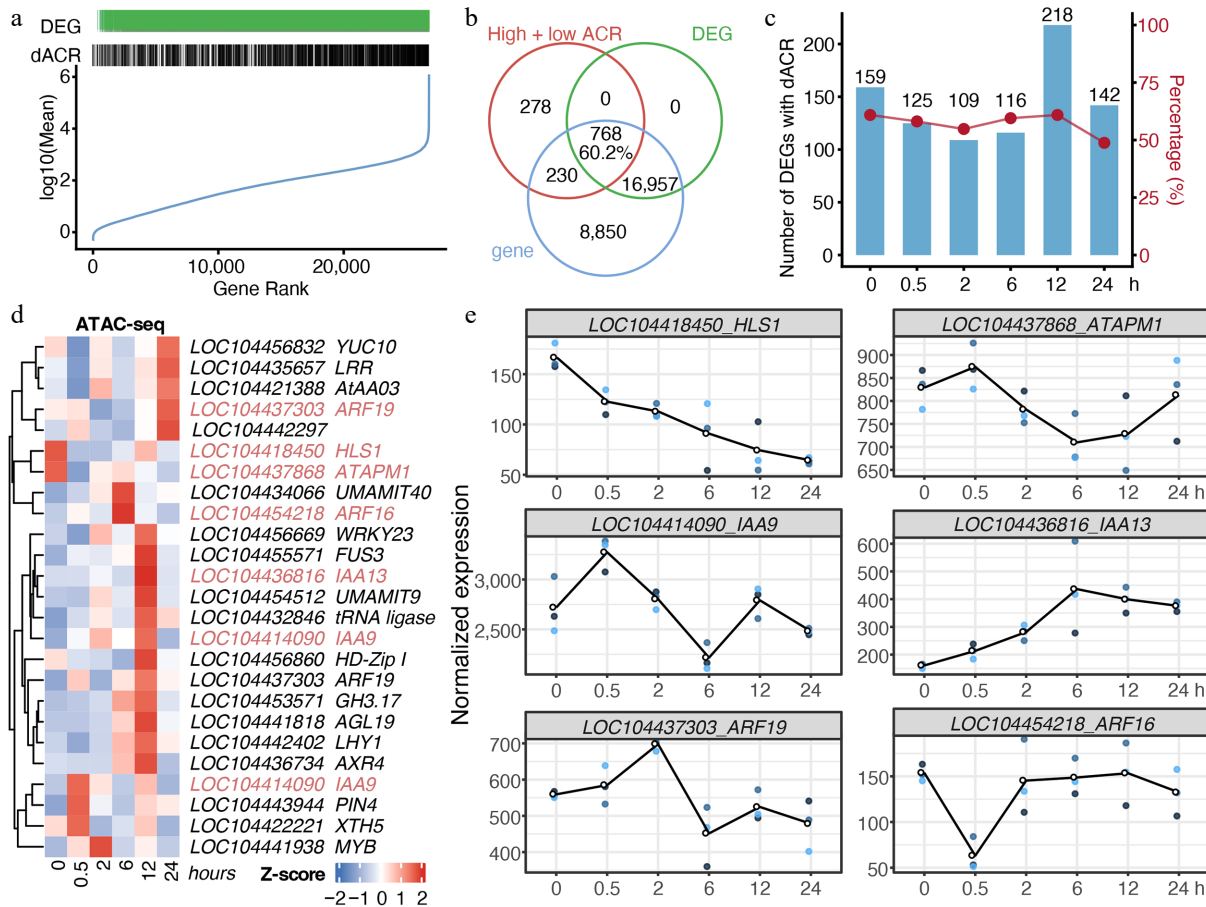 a
DEG
dACR
log10(Mean)
6
4
2
0
0
10,000
20,000
Gene Rank
b
High + low ACR
DEG
278
0
0
768
60.2%
230
16,957
8,850
gene
c
Number of DEGs with dACR
200
150
100
50
0
159
125
109
116
218
142
100
75
50
25
0
Percentage (%)
0
0.5
2
6
12
24
h
d
ATAC-seq
LOC104456832 YUC10
LOC104435657 LRR
LOC104421388 AtAA03
LOC104437303 ARF19
LOC104442297
LOC104418450 HLS1
LOC104437868 ATAPM1
LOC104434066 UMAMIT40
LOC104454218 ARF16
LOC104456669 WRKY23
LOC104455571 FUS3
LOC104436816 IAA13
LOC104454512 UMAMIT9
LOC104432846 tRNA ligase
LOC104414090 IAA9
LOC104456860 HD-Zip I
LOC104437303 ARF19
LOC104453571 GH3.17
LOC104441818 AGL19
LOC104442402 LHY1
LOC104436734 AXR4
LOC104414090 IAA9
LOC104443944 PIN4
LOC104422221 XTH5
LOC104441938 MYB
0
0.5
2
6
12
24
hours
Z-score
−2 −1 0 1 2
e
Normalized expression
LOC104418450_HLS1
150
100
50
0 0.5 2 6 12 24
LOC104437868_ATAPM1
900
850
800
750
700
650
0 0.5 2 6 12 24 h
LOC104414090_IAA9
3,000
2,500
0 0.5 2 6 12 24
LOC104436816_IAA13
600
500
400
300
200
0 0.5 2 6 12 24 h
LOC104437303_ARF19
700
600
500
400
0 0.5 2 6 12 24
LOC104454218_ARF16
150
100
50
0 0.5 2 6 12 24 h